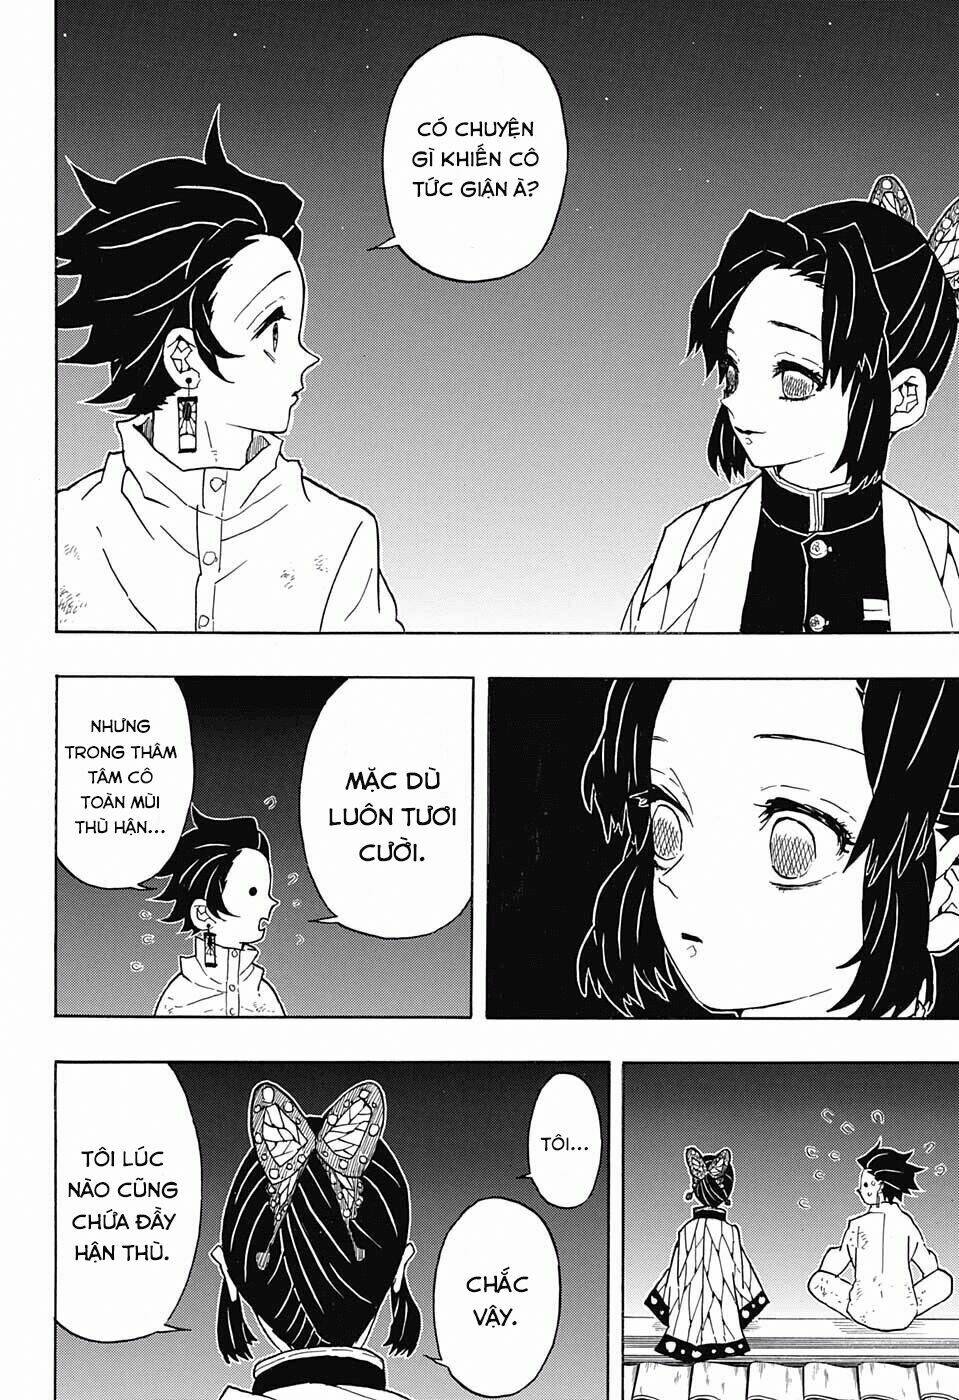 CÓ CHUYỆN
GÌ KHIẾN CÔ
TỨC GIẬN À?
MẶC DÙ
LUÔN TƯƠI
CƯỜI.
NHƯNG
TRONG THÂM
TÂM CÔ
TOÀN MÙI
THÙ HẬN...
TÔI...
CHẮC
VẬY.
TÔI LÚC
NÀO CŨNG
CHỨA ĐẦY
HẬN THÙ.